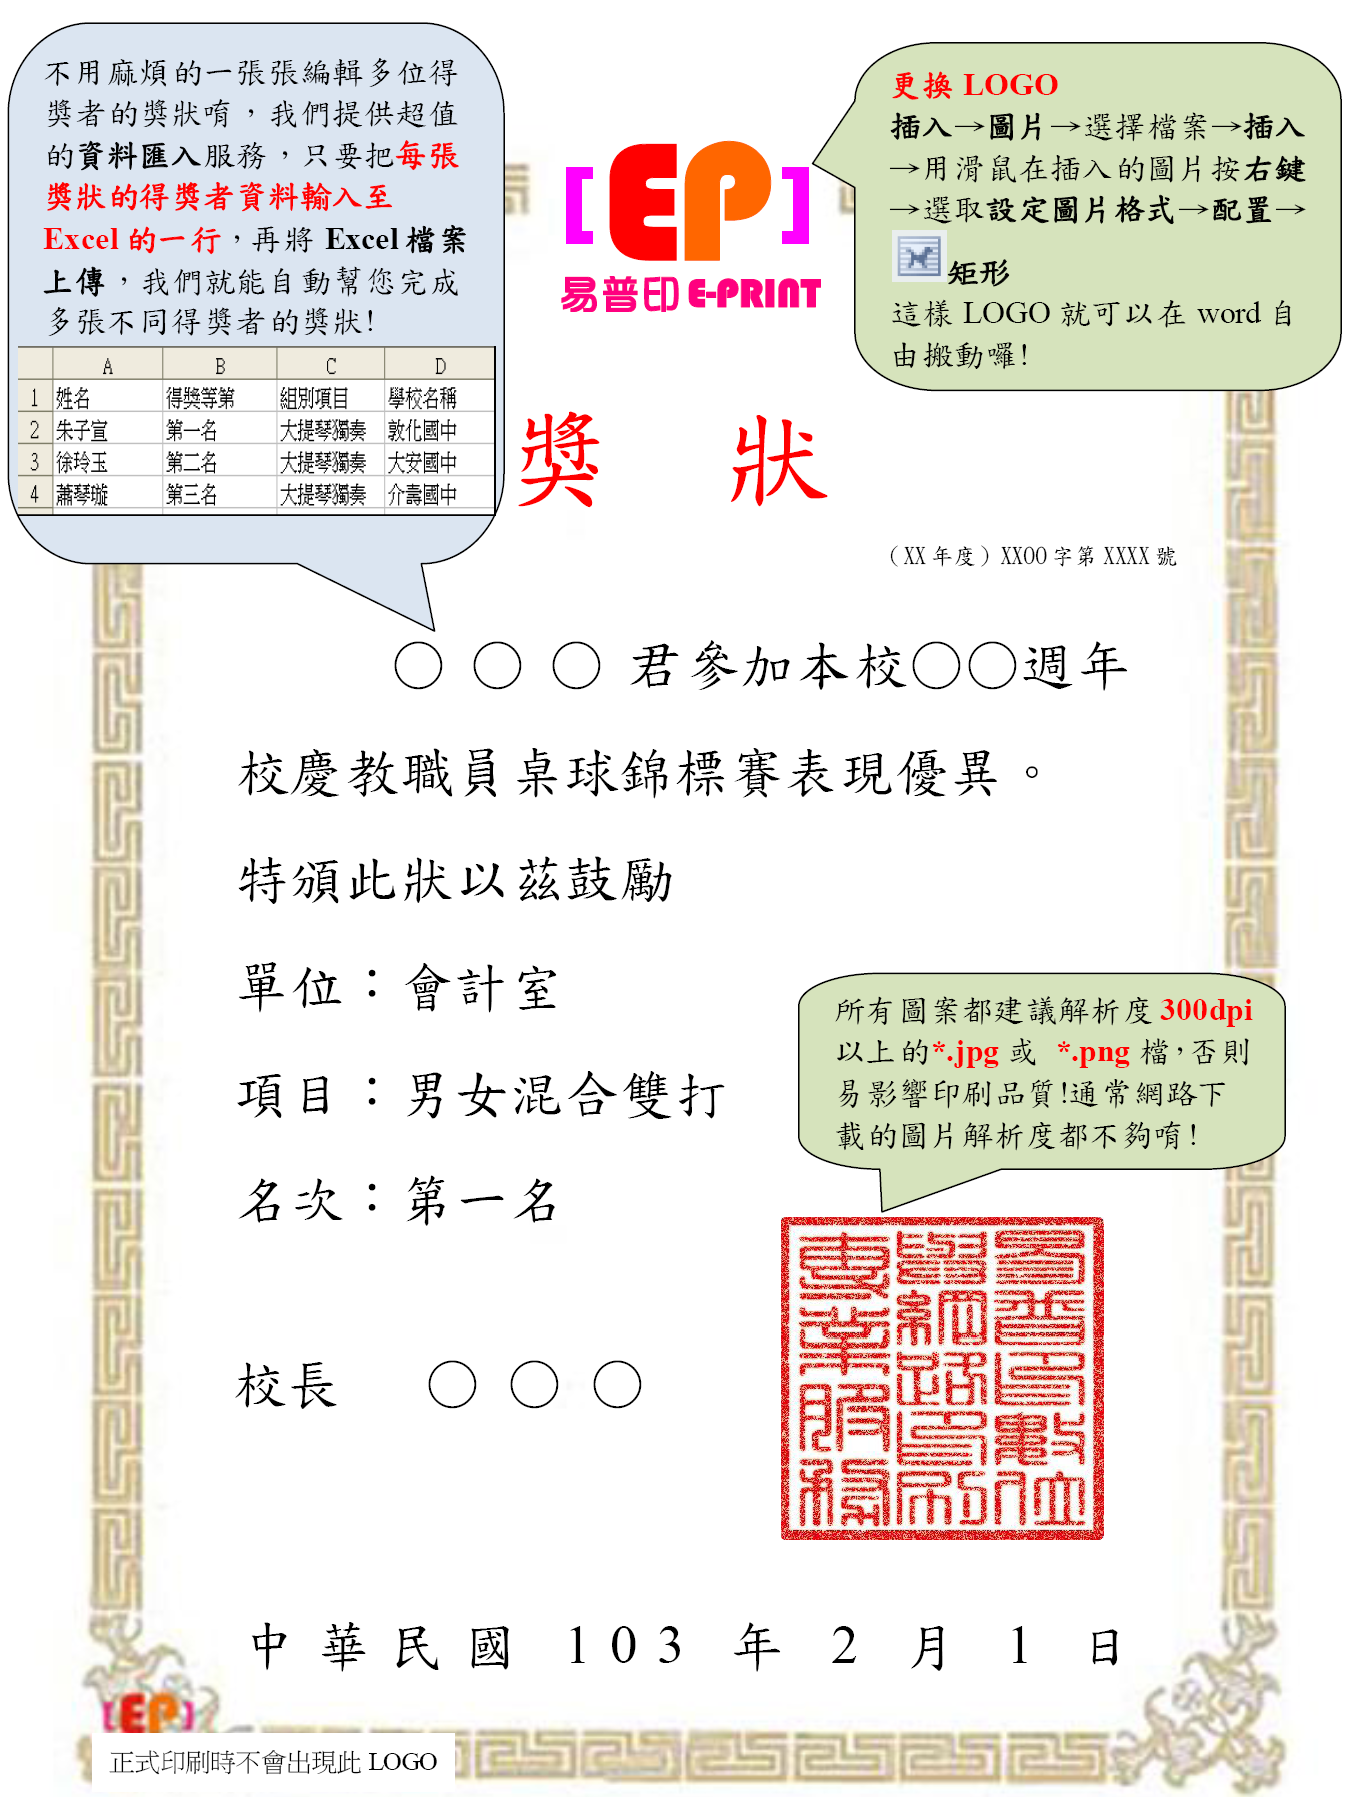 不用麻煩的一張張編輯多位得
獎者的獎狀唷，我們提供超值
的資料匯入服務，只要把每張
獎狀的得獎者資料輸入至
Excel 的一行，再將 Excel 檔案
上傳，我們就能自動幫您完成
多張不同得獎者的獎狀!
A B C D
1 姓名 得獎等第 組別項目 學校名稱
2 朱子宣 第一名 大提琴獨奏 敦化國中
3 徐玲玉 第二名 大提琴獨奏 大安國中
4 蕭琴璇 第三名 大提琴獨奏 介壽國中
[EP]
易普印 E-PRINT
更換 LOGO
插入→圖片→選擇檔案→插入
→用滑鼠在插入的圖片按右鍵
→選取設定圖片格式→配置→
矩形
這樣 LOGO 就可以在 word 自
由搬動囉!
獎 狀
（XX 年度）XXOO 字第 XXXX 號
○ ○ ○ 君參加本校○○週年
校慶教職員桌球錦標賽表現優異。
特頒此狀以茲鼓勵
單位：會計室
項目：男女混合雙打
名次：第一名
所有圖案都建議解析度 300dpi
以上的*.jpg 或 *.png 檔，否則
易影響印刷品質!通常網路下
載的圖片解析度都不夠唷!
校長 ○ ○ ○
中 華 民 國 103 年 2 月 1 日
[EP]
正式印刷時不會出現此 LOGO